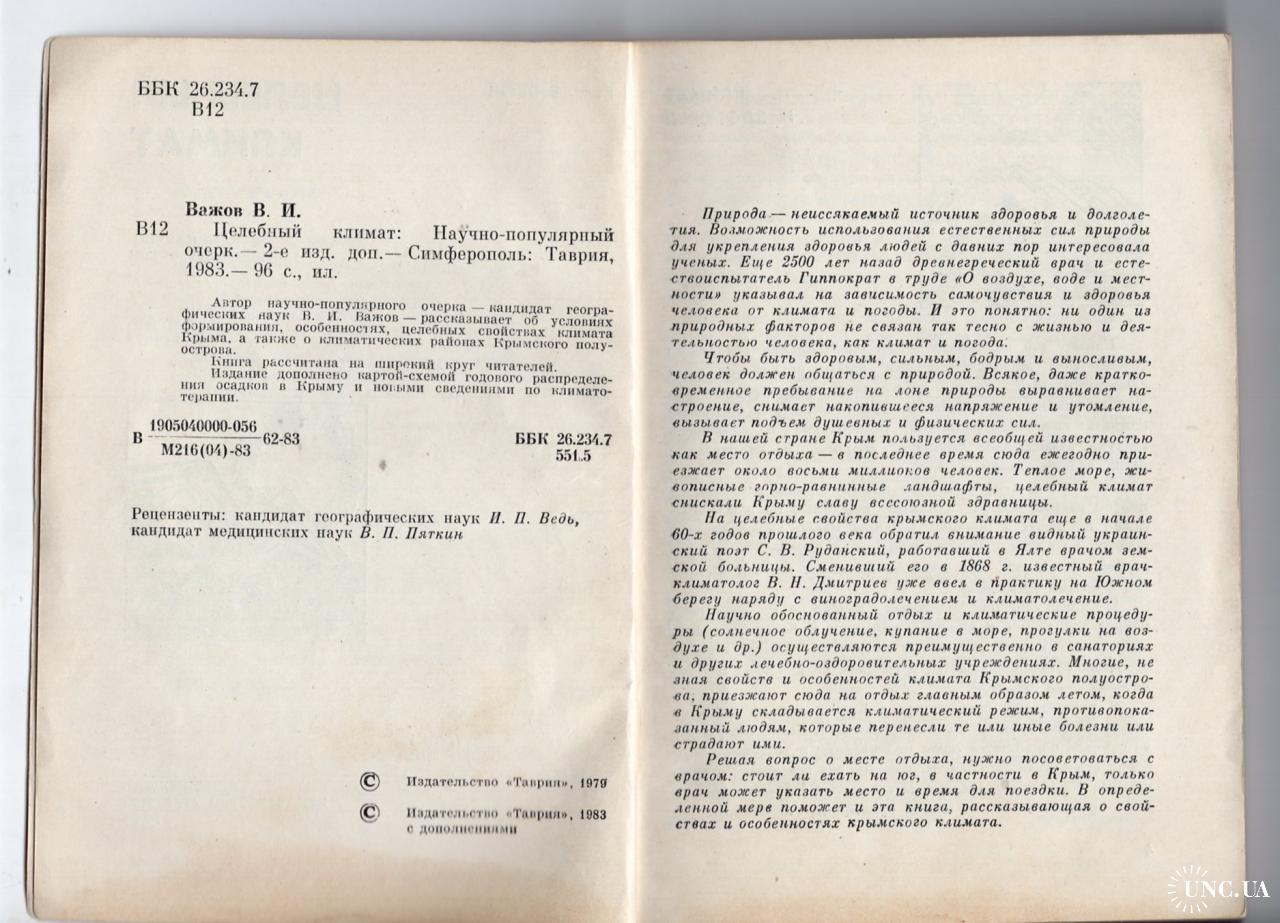 ББК 26.234.7
В12
Важов В. И.
В12 Целебный климат: Научно-популярный
очерк.— 2-е изд. доп.— Симферополь: Таврия,
1983.— 96 с., ил.
Автор научно-популярного очерка — кандидат геогра-
фических наук В. И. Важов — рассказывает об условиях
формирования, особенностях, целебных свойствах климата
Крыма, а также о климатических районах Крымского полу-
острова.
Книга рассчитана на широкий круг читателей.
Издание дополнено картой-схемой годового распределе-
ния осадков в Крыму и новыми сведениями по климато-
терапии.
В 1905040000-056 62-83
М216(04)-83
ББК 26.234.7
551.5
Рецензенты: кандидат географических наук И. П. Ведь,
кандидат медицинских наук В. П. Пяткин
© Издательство «Таврия», 1979
© Издательство «Таврия», 1983
с дополнениями
Природа — неиссякаемый источник здоровья и долголе-
тия. Возможность использования естественных сил природы
для укрепления здоровья людей с давних пор интересовала
ученых. Еще 2500 лет назад древнегреческий врач и есте-
ствоиспытатель Гиппократ в труде «О воздухе, воде и мест-
ности» указывал на зависимость самочувствия и здоровья
человека от климата и погоды. И это понятно: ни один из
природных факторов не связан так тесно с жизнью и дея-
тельностью человека, как климат и погода.
Чтобы быть здоровым, сильным, бодрым и выносливым,
человек должен общаться с природой. Всякое, даже кратко-
временное пребывание на лоне природы выравнивает на-
строение, снимает накопившееся напряжение и утомление,
вызывает подъем душевных и физических сил.
В нашей стране Крым пользуется всеобщей известностью
как место отдыха — в последнее время сюда ежегодно при-
езжает около восьми миллионов человек. Теплое море, жи-
вописные горно-равнинные ландшафты, целебный климат
снискали Крыму славу всесоюзной здравницы.
На целебные свойства крымского климата еще в начале
60-х годов прошлого века обратил внимание видный украин-
ский поэт С. В. Руданский, работавший в Ялте врачом зем-
ской больницы. Сменивший его в 1868 г. известный врач-
климатолог В. Н. Дмитриев уже ввел в практику на Южном
берегу наряду с виноградолечением и климатолечение.
Научно обоснованный отдых и климатические процеду-
ры (солнечное облучение, купание в море, прогулки на воз-
духе и др.) осуществляются преимущественно в санаториях
и других лечебно-оздоровительных учреждениях. Многие, не
зная свойств и особенностей климата Крымского полуостро-
ва, приезжают сюда на отдых главным образом летом, когда
в Крыму складывается климатический режим, противопока-
занный людям, которые перенесли те или иные болезни или
страдают ими.
Решая вопрос о месте отдыха, нужно посоветоваться с
врачом: стоит ли ехать на юг, в частности в Крым, только
врач может указать место и время для поездки. В опреде-
ленной мере поможет и эта книга, рассказывающая о свой-
ствах и особенностях крымского климата.
UNC.UA